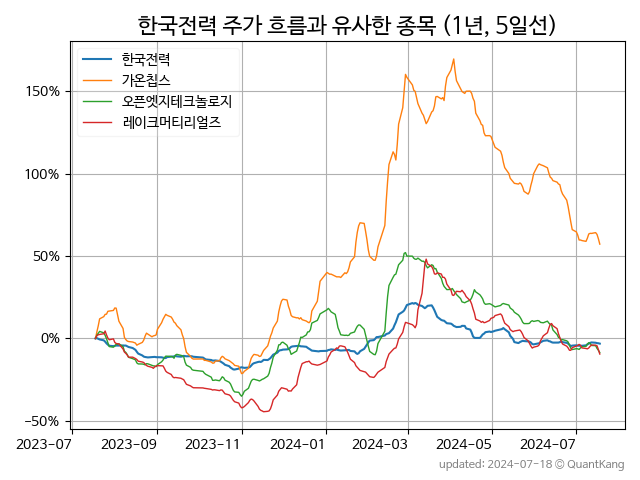 한국전력 주가 흐름과 유사한 종목 (1년, 5일선)
한국전력
가온칩스
오픈엣지테크놀로지
레이크머티리얼즈
150%
100%
50%
0%
−50%
2023-07 2023-09 2023-11 2024-01 2024-03 2024-05 2024-07
updated: 2024-07-18 © QuantKang